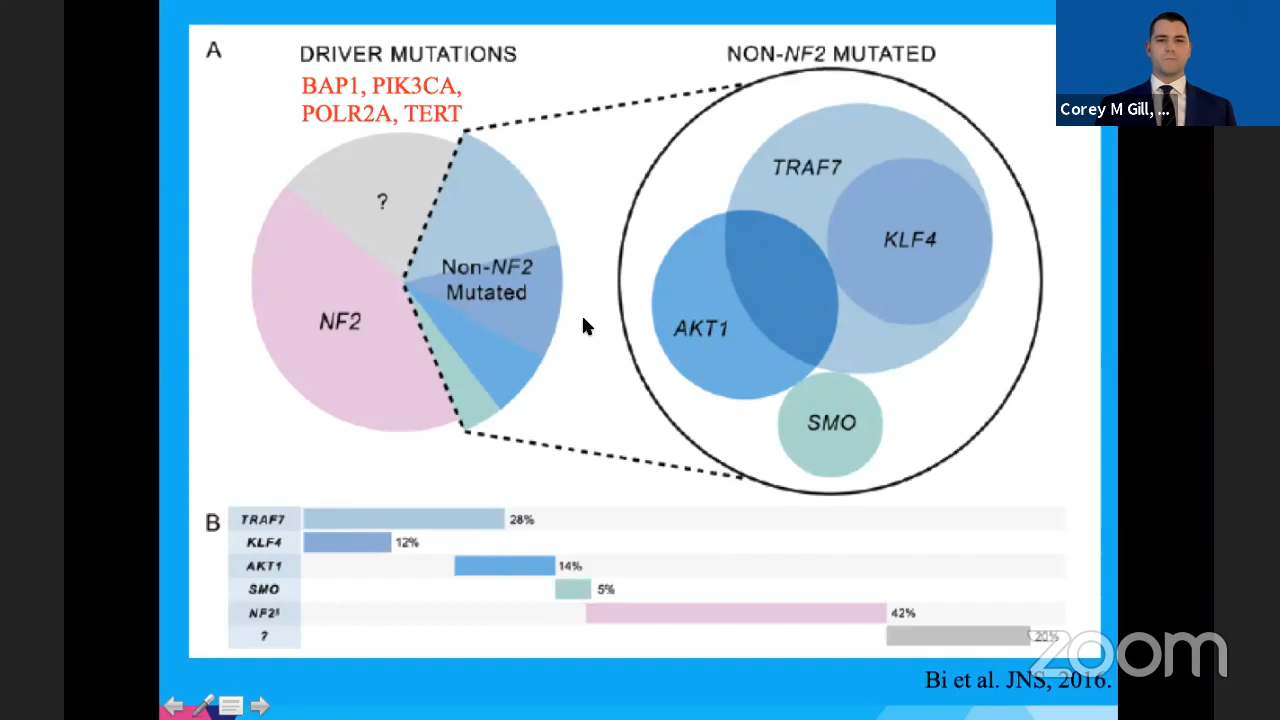 A
DRIVER MUTATIONS
BAP1, PIK3CA,
POLR2A, TERT
?
Non-NF2
Mutated
NF2
NON-NF2 MUTATED
TRAF7
KLF4
AKT1
SMO
Corey M Gill, ...
B
TRAF7 28%
KLF4 12%
AKT1 14%
SMO 5%
NF2§ 42%
? 20%
zoom
Bi et al. JNS, 2016.